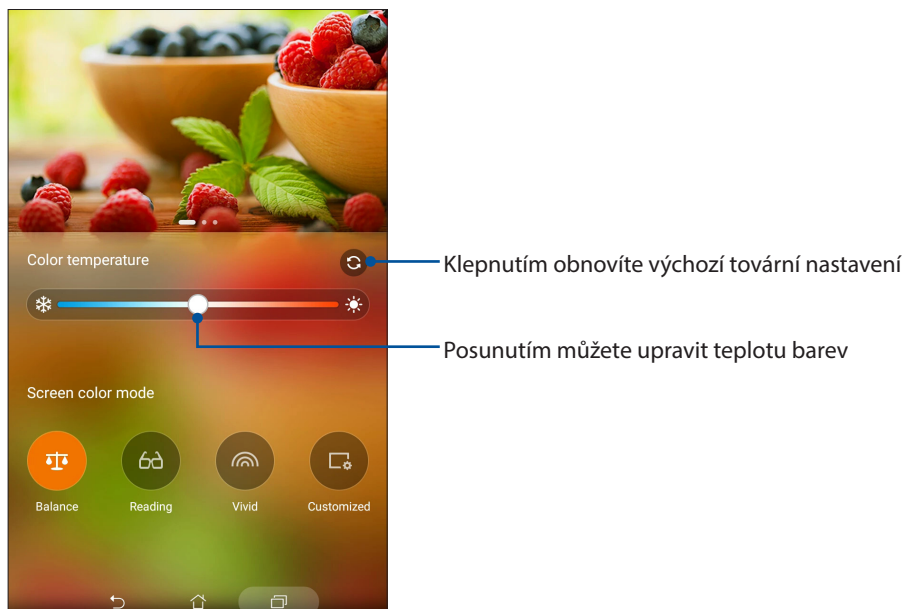 Color temperature
Klepnutím obnovíte výchozí tovární nastavení
Posunutím můžete upravit teplotu barev
Screen color mode
Balance Reading Vivid Customized